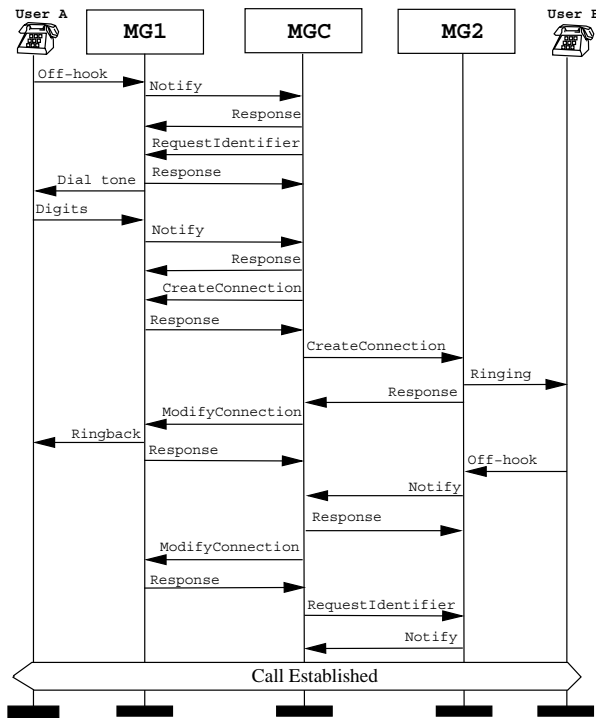 User A
MG1
MGC
MG2
User B
Off-hook
Notify
Response
RequestIdentifier
Response
Dial tone
Digits
Notify
Response
CreateConnection
Response
CreateConnection
Ringing
Response
ModifyConnection
Ringback
Response
Off-hook
Notify
Response
ModifyConnection
Response
RequestIdentifier
Notify
Call Established